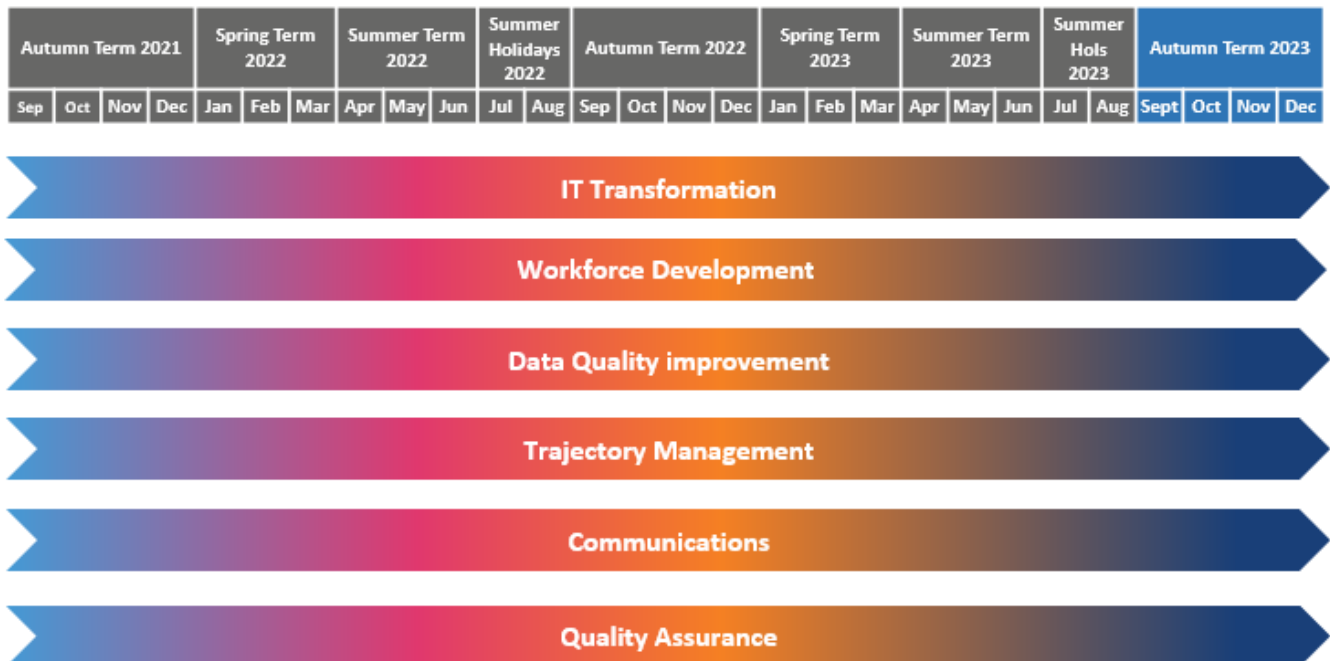 Autumn Term 2021
Spring Term
2022
Summer Term
2022
Summer
Holidays
2022
Autumn Term 2022
Spring Term
2023
Summer Term
2023
Summer
Hols
2023
Autumn Term 2023
Sep Oct Nov Dec Jan Feb Mar Apr May Jun Jul Aug Sep Oct Nov Dec Jan Feb Mar Apr May Jun Jul Aug Sept Oct Nov Dec
IT Transformation
Workforce Development
Data Quality improvement
Trajectory Management
Communications
Quality Assurance